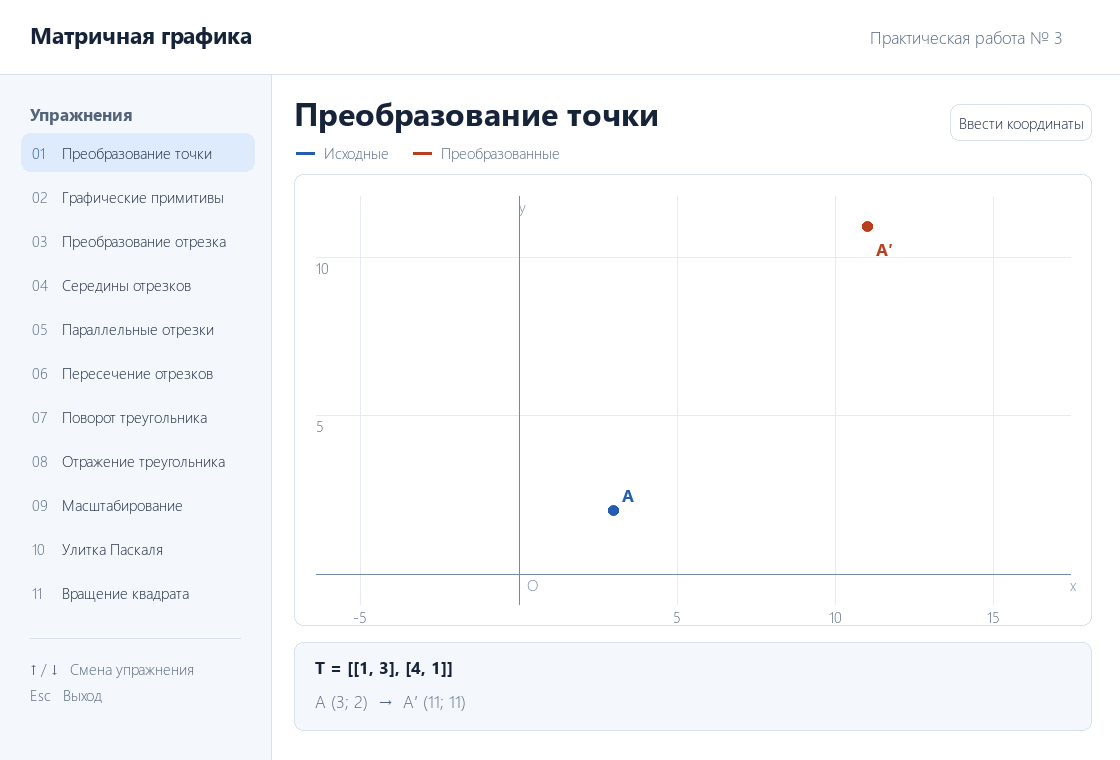 Матричная графика
Практическая работа № 3
Упражнения
01 Преобразование точки
02 Графические примитивы
03 Преобразование отрезка
04 Середины отрезков
05 Параллельные отрезки
06 Пересечение отрезков
07 Поворот треугольника
08 Отражение треугольника
09 Масштабирование
10 Улитка Паскаля
11 Вращение квадрата
↑ / ↓ Смена упражнения
Esc Выход
Преобразование точки
Ввести координаты
Исходные Преобразованные
y
A′
10
5
A
O x
-5 5 10 15
T = [[1, 3], [4, 1]]
A (3; 2) → A′ (11; 11)